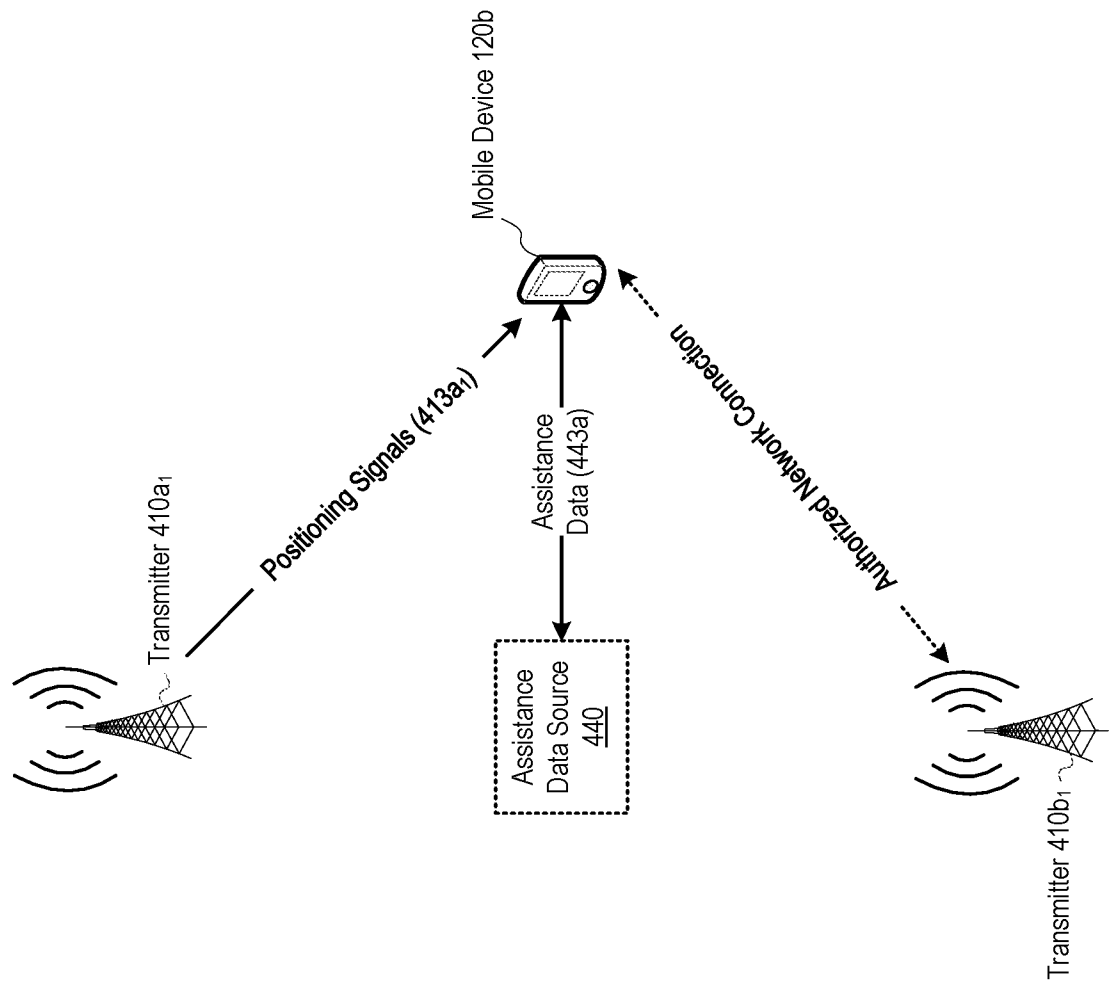 Transmitter 410a₁
Positioning Signals (413a₁)
Mobile Device 120b
Assistance
Data (443a)
Assistance
Data Source
440
Authorized Network Connection
Transmitter 410b₁